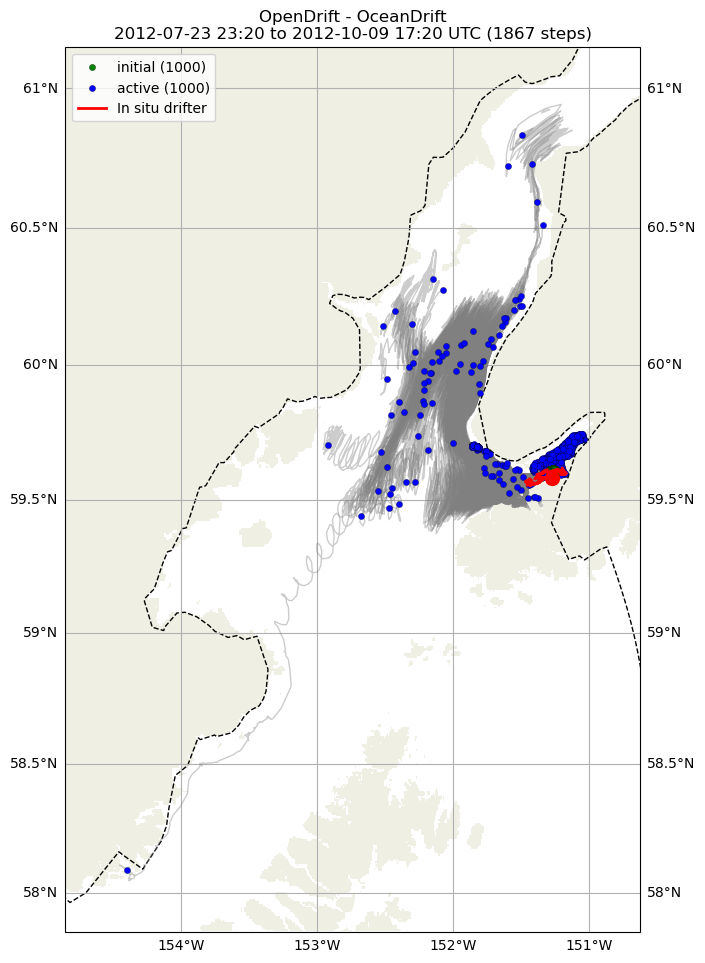 OpenDrift - OceanDrift
2012-07-23 23:20 to 2012-10-09 17:20 UTC (1867 steps)
initial (1000)
active (1000)
In situ drifter
61°N
61°N
60.5°N
60.5°N
60°N
60°N
59.5°N
59.5°N
59°N
59°N
58.5°N
58.5°N
58°N
58°N
154°W
153°W
152°W
151°W